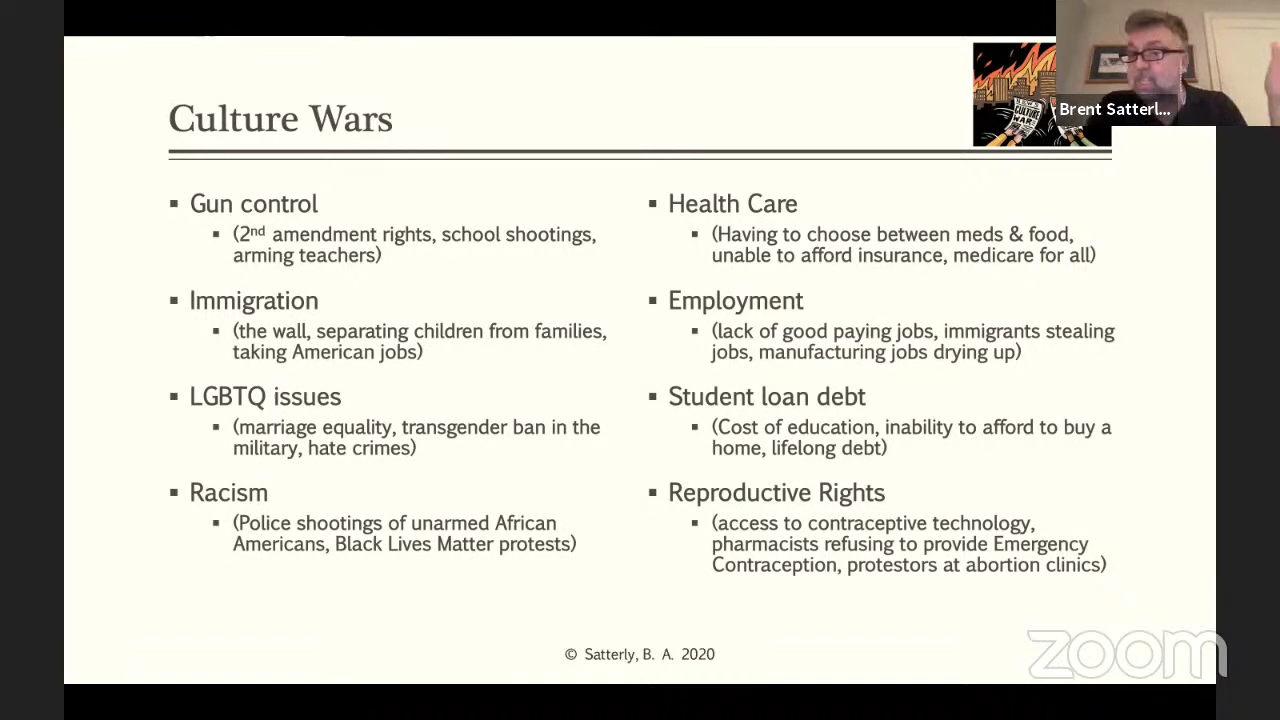 Brent Satterl...
CULTURE
WAR
Culture Wars
▪ Gun control
▪ (2nd amendment rights, school shootings,
arming teachers)
▪ Immigration
▪ (the wall, separating children from families,
taking American jobs)
▪ LGBTQ issues
▪ (marriage equality, transgender ban in the
military, hate crimes)
▪ Racism
▪ (Police shootings of unarmed African
Americans, Black Lives Matter protests)
▪ Health Care
▪ (Having to choose between meds & food,
unable to afford insurance, medicare for all)
▪ Employment
▪ (lack of good paying jobs, immigrants stealing
jobs, manufacturing jobs drying up)
▪ Student loan debt
▪ (Cost of education, inability to afford to buy a
home, lifelong debt)
▪ Reproductive Rights
▪ (access to contraceptive technology,
pharmacists refusing to provide Emergency
Contraception, protestors at abortion clinics)
© Satterly, B. A. 2020
zoom